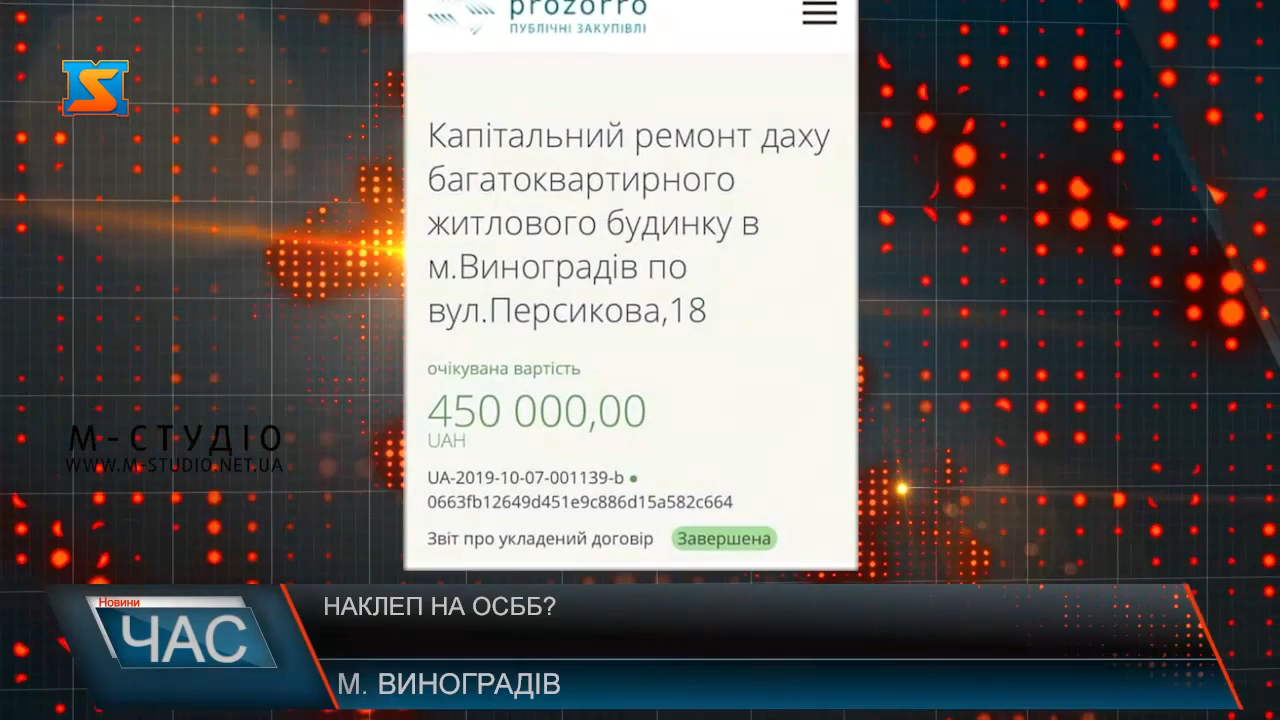 prozorro
ПУБЛІЧНІ ЗАКУПІВЛІ
Капітальний ремонт даху
багатоквартирного
житлового будинку в
м.Виноградів по
вул.Персикова,18
очікувана вартість
450 000,00
UAH
UA-2019-10-07-001139-b
0663fb12649d451e9c886d15a582c664
Звіт про укладений договір Завершена
М-СТУДІО
WWW.M-STUDIO.NET.UA
Новини
ЧАС
НАКЛЕП НА ОСББ?
М. ВИНОГРАДІВ